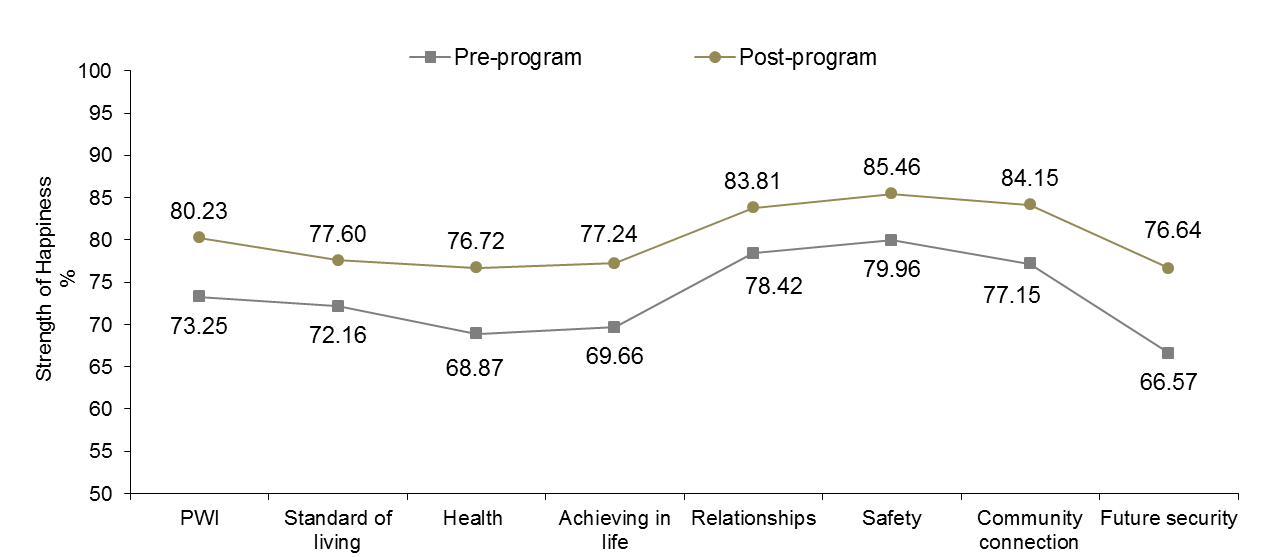 Pre-program
Post-program
Strength of Happiness
%
100
95
90
85
80
75
70
65
60
55
50
80.23
77.60
76.72
77.24
83.81
85.46
84.15
76.64
73.25
72.16
68.87
69.66
78.42
79.96
77.15
66.57
PWI
Standard of
living
Health
Achieving in
life
Relationships
Safety
Community
connection
Future security